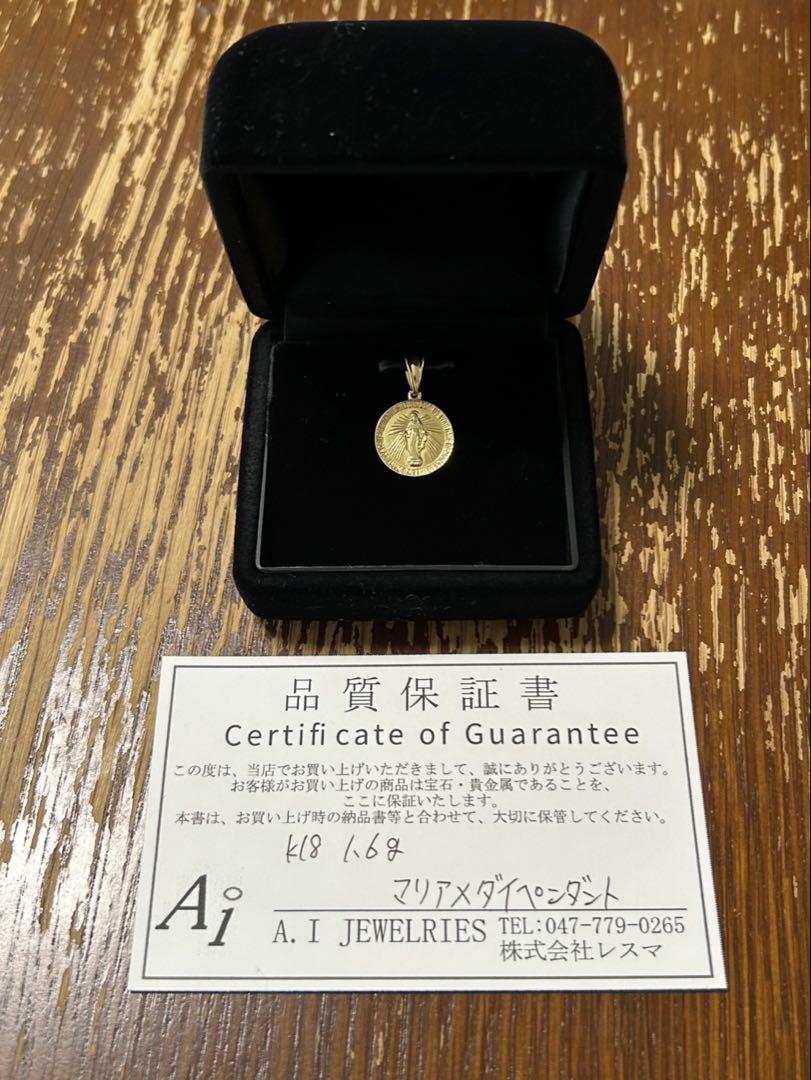 品質保証書
Certificate of Guarantee
この度は、当店でお買い上げいただきまして、誠にありがとうございます。
お客様がお買い上げの商品は宝石・貴金属であることを、
ここに保証いたします。
本書は、お買い上げ時の納品書等と合わせて、大切に保管してください。
K18 1.6g
マリアメダイペンダント
Ai
A.I JEWELRIES TEL:047-779-0265
株式会社レスマ